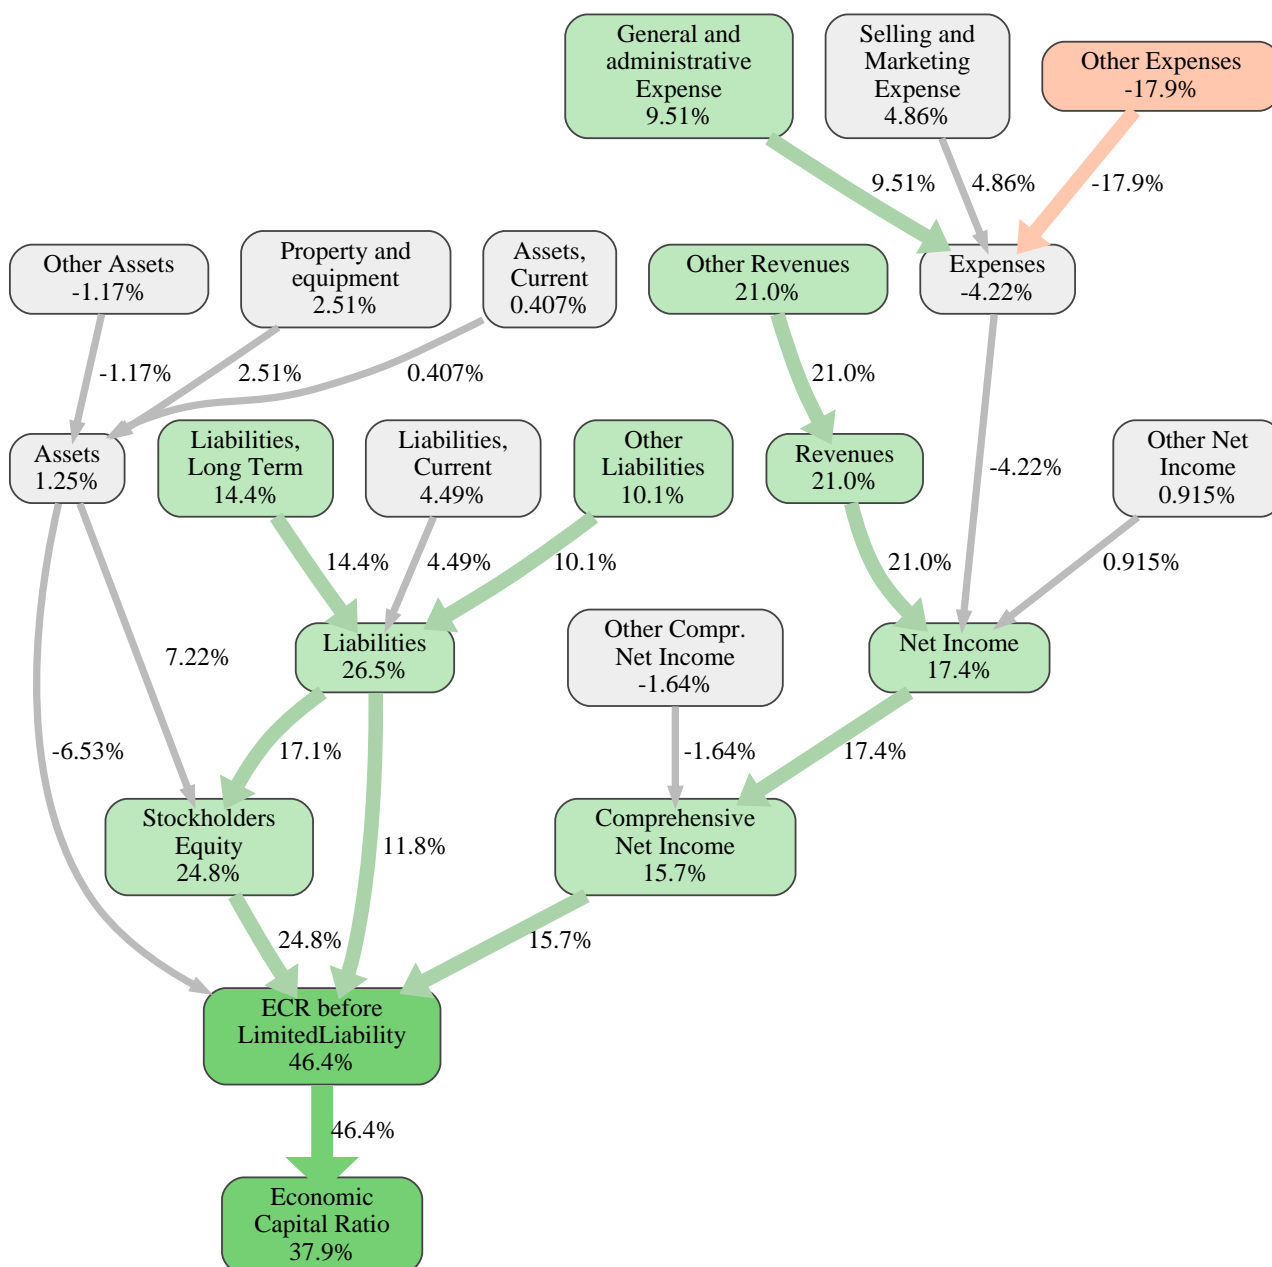 General and
administrative
Expense
9.51%
Selling and
Marketing
Expense
4.86%
Other Expenses
-17.9%
9.51%
4.86%
-17.9%
Other Assets
-1.17%
Property and
equipment
2.51%
Assets,
Current
0.407%
Other Revenues
21.0%
Expenses
-4.22%
-1.17%
2.51%
0.407%
21.0%
Assets
1.25%
Liabilities,
Long Term
14.4%
Liabilities,
Current
4.49%
Other
Liabilities
10.1%
Revenues
21.0%
-4.22%
Other Net
Income
0.915%
14.4%
4.49%
10.1%
21.0%
0.915%
7.22%
Liabilities
26.5%
Other Compr.
Net Income
-1.64%
Net Income
17.4%
-6.53%
17.1%
-1.64%
17.4%
Stockholders
Equity
24.8%
11.8%
Comprehensive
Net Income
15.7%
24.8%
15.7%
ECR before
LimitedLiability
46.4%
46.4%
Economic
Capital Ratio
37.9%